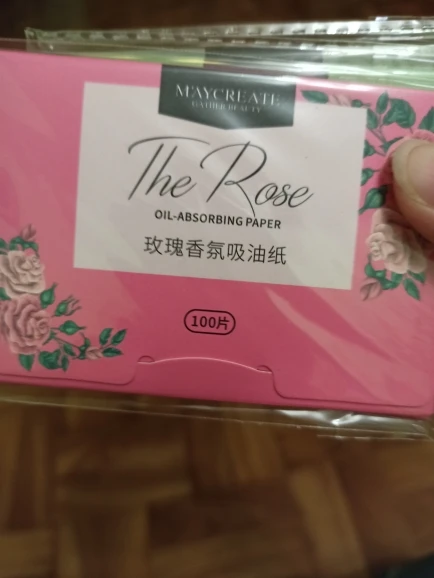 MAYCREATE
GATHER BEAUTY
The Rose
OIL-ABSORBING PAPER
玫瑰香氛吸油纸
100片